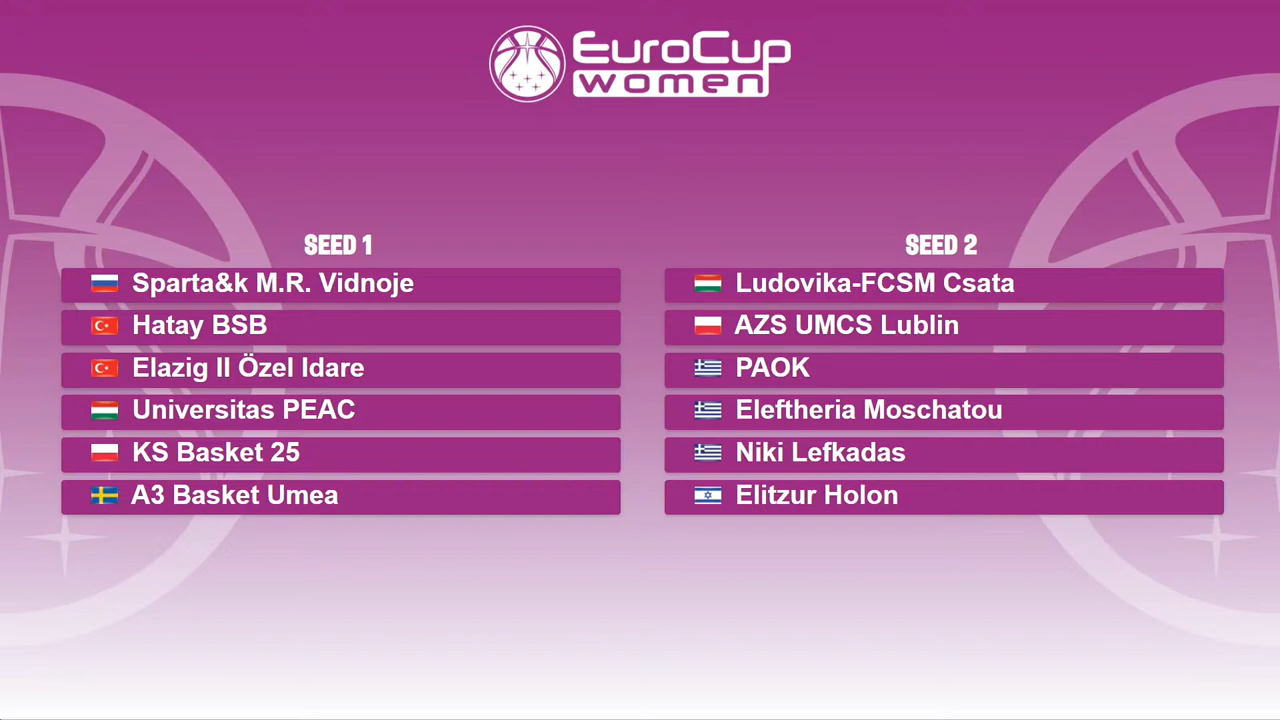 EuroCup
women
SEED 1
Sparta&k M.R. Vidnoje
Hatay BSB
Elazig II Özel Idare
Universitas PEAC
KS Basket 25
A3 Basket Umea
SEED 2
Ludovika-FCSM Csata
AZS UMCS Lublin
PAOK
Eleftheria Moschatou
Niki Lefkadas
Elitzur Holon